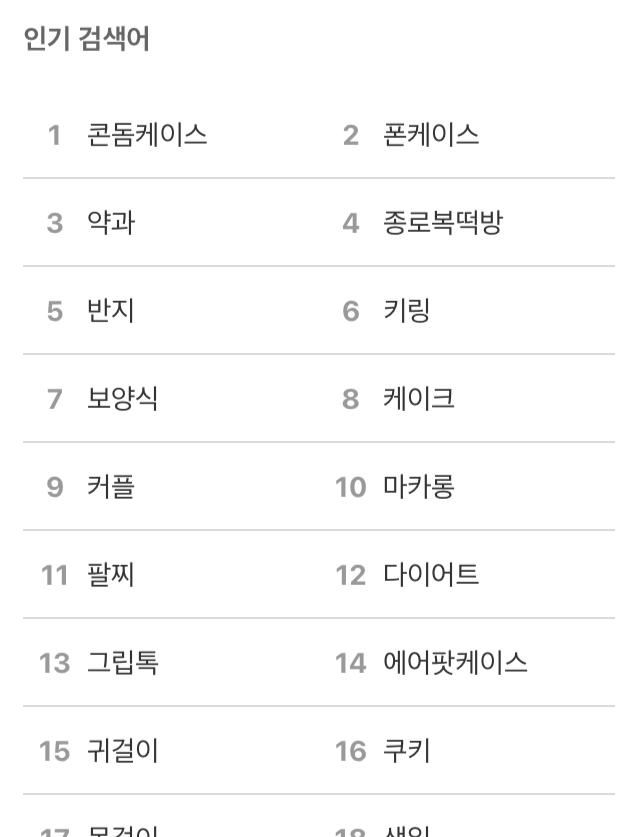 인기 검색어
1 콘돔케이스 2 폰케이스
3 약과 4 종로복떡방
5 반지 6 키링
7 보양식 8 케이크
9 커플 10 마카롱
11 팔찌 12 다이어트
13 그립톡 14 에어팟케이스
15 귀걸이 16 쿠키
17 18